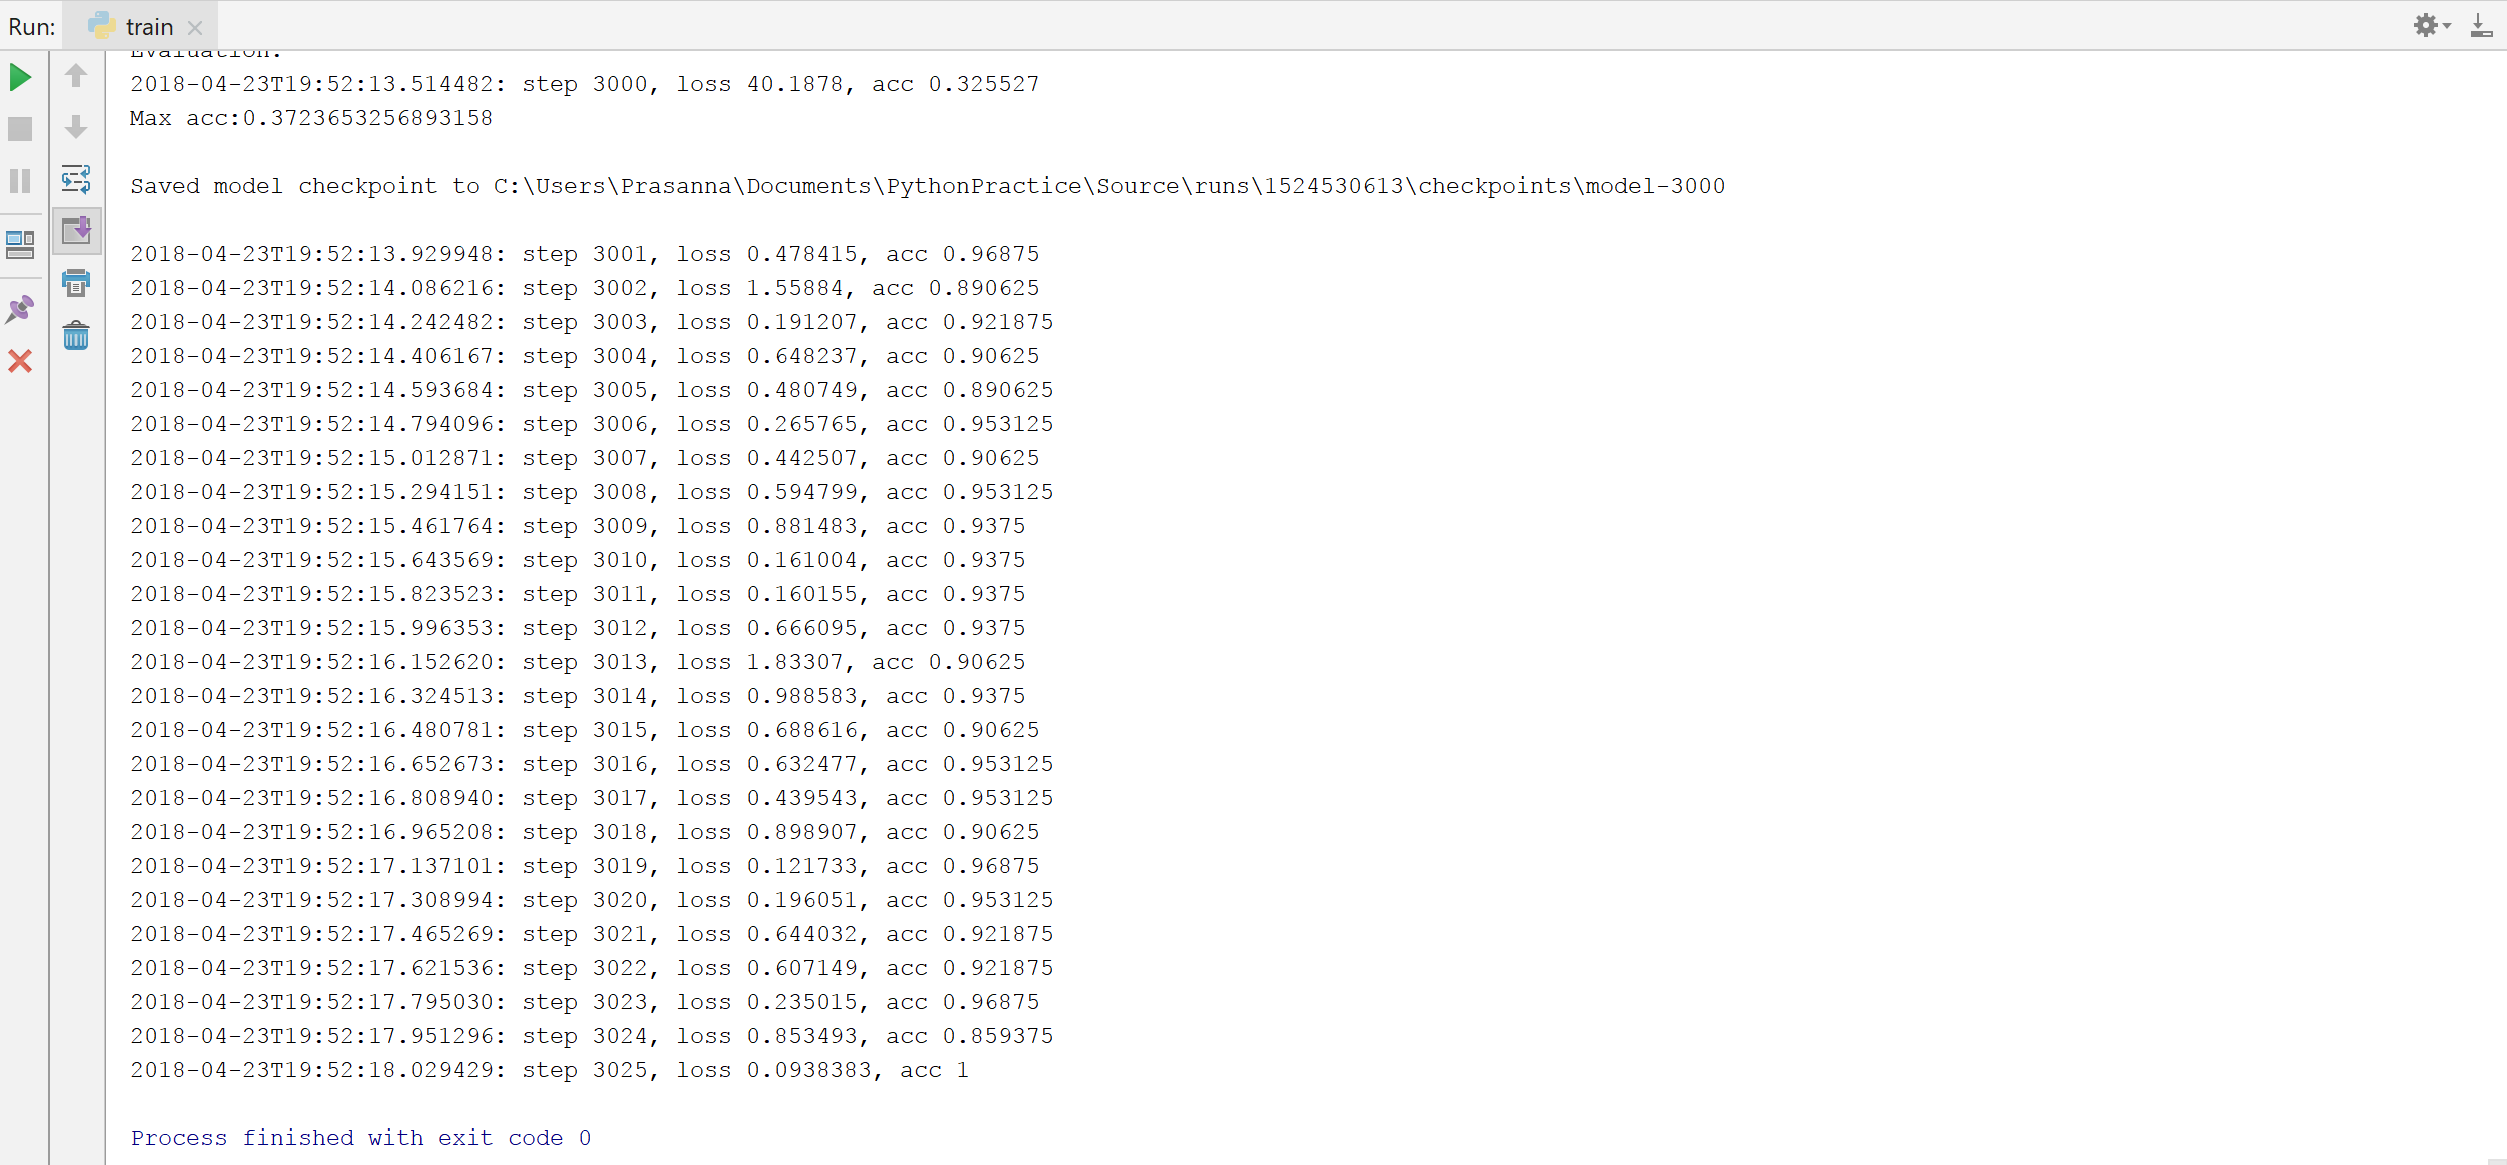 Run: train
Evaluation:
2018-04-23T19:52:13.514482: step 3000, loss 40.1878, acc 0.325527
Max acc:0.3723653256893158
Saved model checkpoint to C:\Users\Prasanna\Documents\PythonPractice\Source\runs\1524530613\checkpoints\model-3000
2018-04-23T19:52:13.929948: step 3001, loss 0.478415, acc 0.96875
2018-04-23T19:52:14.086216: step 3002, loss 1.55884, acc 0.890625
2018-04-23T19:52:14.242482: step 3003, loss 0.191207, acc 0.921875
2018-04-23T19:52:14.406167: step 3004, loss 0.648237, acc 0.90625
2018-04-23T19:52:14.593684: step 3005, loss 0.480749, acc 0.890625
2018-04-23T19:52:14.794096: step 3006, loss 0.265765, acc 0.953125
2018-04-23T19:52:15.012871: step 3007, loss 0.442507, acc 0.90625
2018-04-23T19:52:15.294151: step 3008, loss 0.594799, acc 0.953125
2018-04-23T19:52:15.461764: step 3009, loss 0.881483, acc 0.9375
2018-04-23T19:52:15.643569: step 3010, loss 0.161004, acc 0.9375
2018-04-23T19:52:15.823523: step 3011, loss 0.160155, acc 0.9375
2018-04-23T19:52:15.996353: step 3012, loss 0.666095, acc 0.9375
2018-04-23T19:52:16.152620: step 3013, loss 1.83307, acc 0.90625
2018-04-23T19:52:16.324513: step 3014, loss 0.988583, acc 0.9375
2018-04-23T19:52:16.480781: step 3015, loss 0.688616, acc 0.90625
2018-04-23T19:52:16.652673: step 3016, loss 0.632477, acc 0.953125
2018-04-23T19:52:16.808940: step 3017, loss 0.439543, acc 0.953125
2018-04-23T19:52:16.965208: step 3018, loss 0.898907, acc 0.90625
2018-04-23T19:52:17.137101: step 3019, loss 0.121733, acc 0.96875
2018-04-23T19:52:17.308994: step 3020, loss 0.196051, acc 0.953125
2018-04-23T19:52:17.465269: step 3021, loss 0.644032, acc 0.921875
2018-04-23T19:52:17.621536: step 3022, loss 0.607149, acc 0.921875
2018-04-23T19:52:17.795030: step 3023, loss 0.235015, acc 0.96875
2018-04-23T19:52:17.951296: step 3024, loss 0.853493, acc 0.859375
2018-04-23T19:52:18.029429: step 3025, loss 0.0938383, acc 1
Process finished with exit code 0